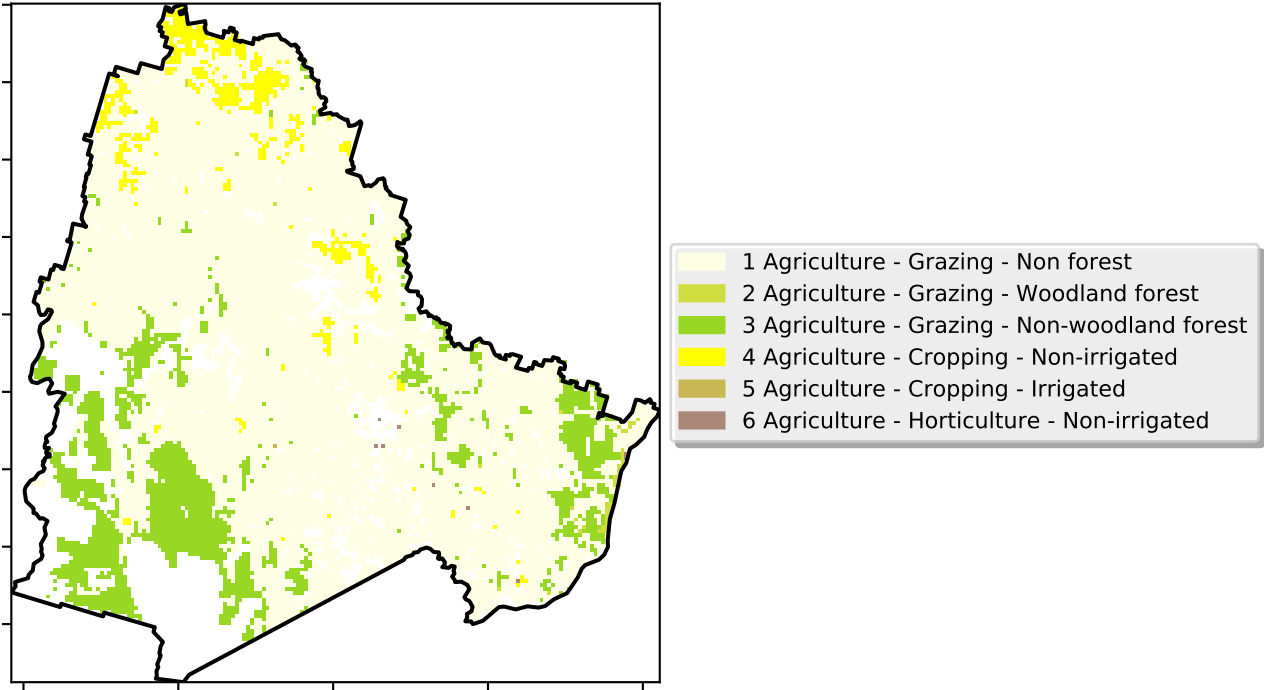 1 Agriculture - Grazing - Non forest
2 Agriculture - Grazing - Woodland forest
3 Agriculture - Grazing - Non-woodland forest
4 Agriculture - Cropping - Non-irrigated
5 Agriculture - Cropping - Irrigated
6 Agriculture - Horticulture - Non-irrigated